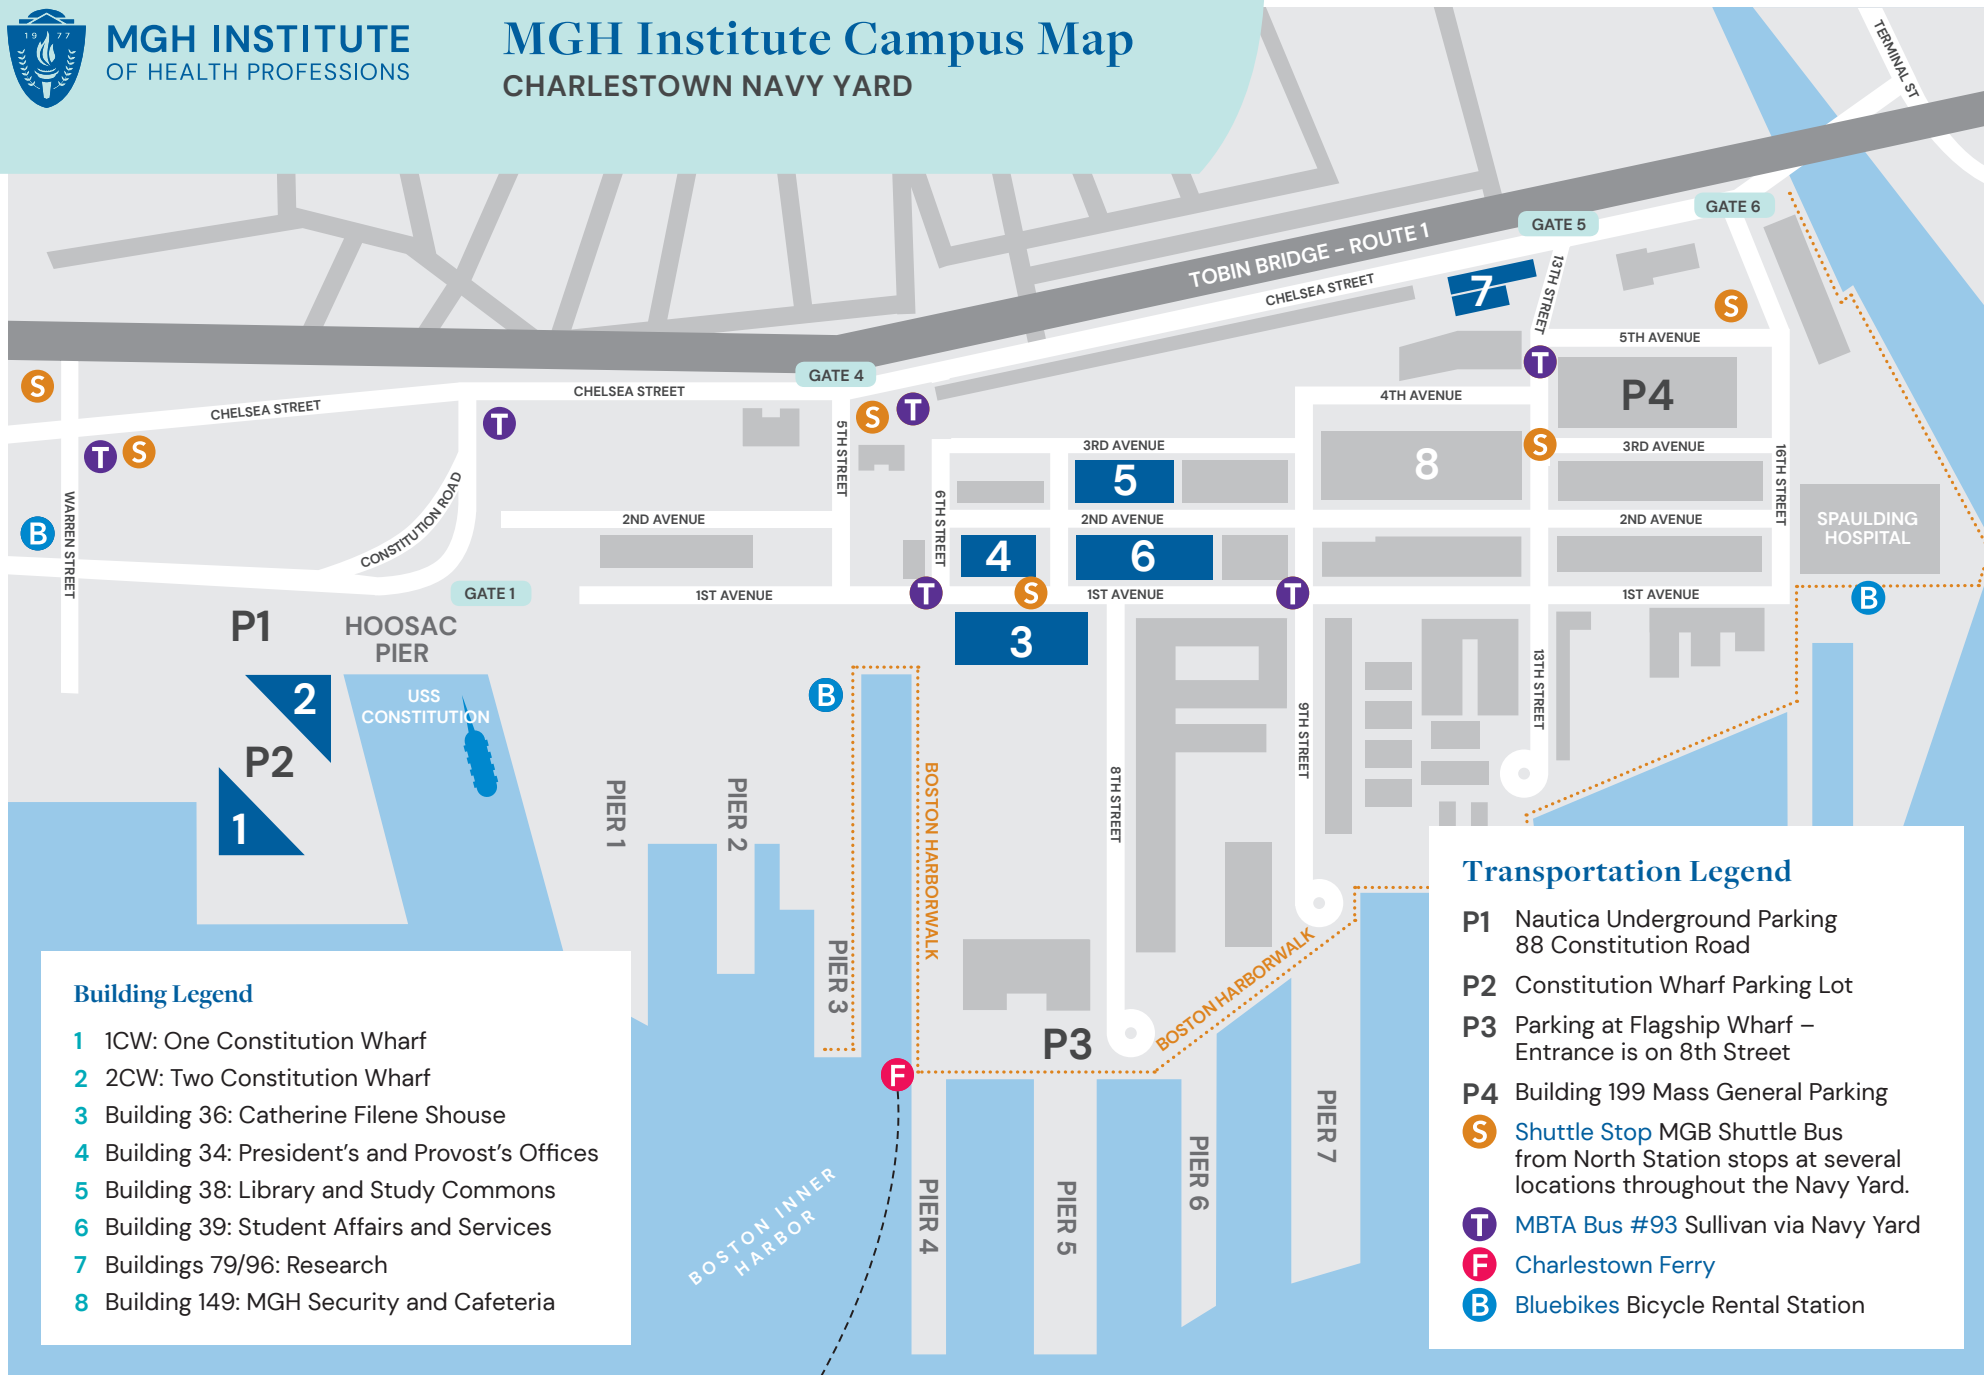 19 77
MGH INSTITUTE
OF HEALTH PROFESSIONS
MGH Institute Campus Map
CHARLESTOWN NAVY YARD
TERMINAL ST
GATE 6
GATE 5
TOBIN BRIDGE – ROUTE 1
CHELSEA STREET
7
13TH STREET
S
5TH AVENUE
T
GATE 4
S
CHELSEA STREET
CHELSEA STREET
4TH AVENUE
P4
T
S
T
5TH STREET
3RD AVENUE
8
S
3RD AVENUE
16TH STREET
T
S
5
B
WARREN STREET
CONSTITUTION ROAD
2ND AVENUE
6TH STREET
2ND AVENUE
2ND AVENUE
SPAULDING
HOSPITAL
4
6
GATE 1
1ST AVENUE
T
S
1ST AVENUE
T
1ST AVENUE
B
P1
HOOSAC
PIER
3
2
USS
CONSTITUTION
B
13TH STREET
9TH STREET
P2
1
PIER 1
PIER 2
BOSTON HARBORWALK
8TH STREET
PIER 3
BOSTON HARBORWALK
P3
F
PIER 4
PIER 5
PIER 6
PIER 7
BOSTON INNER
HARBOR
Building Legend
1 1CW: One Constitution Wharf
2 2CW: Two Constitution Wharf
3 Building 36: Catherine Filene Shouse
4 Building 34: President’s and Provost’s Offices
5 Building 38: Library and Study Commons
6 Building 39: Student Affairs and Services
7 Buildings 79/96: Research
8 Building 149: MGH Security and Cafeteria
Transportation Legend
P1 Nautica Underground Parking
88 Constitution Road
P2 Constitution Wharf Parking Lot
P3 Parking at Flagship Wharf –
Entrance is on 8th Street
P4 Building 199 Mass General Parking
S Shuttle Stop MGB Shuttle Bus
from North Station stops at several
locations throughout the Navy Yard.
T MBTA Bus #93 Sullivan via Navy Yard
F Charlestown Ferry
B Bluebikes Bicycle Rental Station